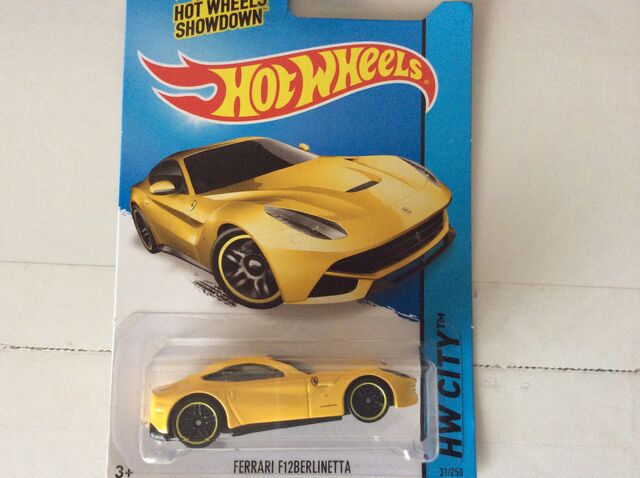 HOT WHEELS
SHOWDOWN
HOT WHEELS
HW CITY™
31/250
FERRARI F12BERLINETTA
3+